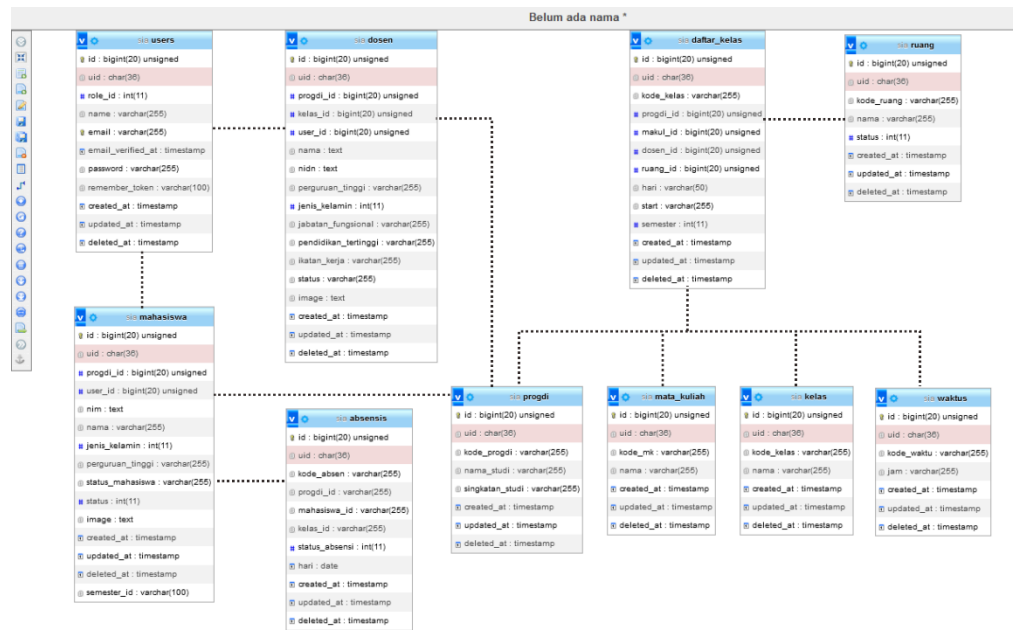 Belum ada nama *
sia users
id : bigint(20) unsigned
uid : char(36)
role_id : int(11)
name : varchar(255)
email : varchar(255)
email_verified_at : timestamp
password : varchar(255)
remember_token : varchar(100)
created_at : timestamp
updated_at : timestamp
deleted_at : timestamp
sia dosen
id : bigint(20) unsigned
uid : char(36)
progdi_id : bigint(20) unsigned
kelas_id : bigint(20) unsigned
user_id : bigint(20) unsigned
nama : text
nidn : text
perguruan_tinggi : varchar(255)
jenis_kelamin : int(11)
jabatan_fungsional : varchar(255)
pendidikan_tertinggi : varchar(255)
ikatan_kerja : varchar(255)
status : varchar(255)
image : text
created_at : timestamp
updated_at : timestamp
deleted_at : timestamp
sia daftar_kelas
id : bigint(20) unsigned
uid : char(36)
kode_kelas : varchar(255)
progdi_id : bigint(20) unsigned
makul_id : bigint(20) unsigned
dosen_id : bigint(20) unsigned
ruang_id : bigint(20) unsigned
hari : varchar(50)
start : varchar(255)
semester : int(11)
created_at : timestamp
updated_at : timestamp
deleted_at : timestamp
sia ruang
id : bigint(20) unsigned
uid : char(36)
kode_ruang : varchar(255)
nama : varchar(255)
status : int(11)
created_at : timestamp
updated_at : timestamp
deleted_at : timestamp
sia mahasiswa
id : bigint(20) unsigned
uid : char(36)
progdi_id : bigint(20) unsigned
user_id : bigint(20) unsigned
nim : text
nama : varchar(255)
jenis_kelamin : int(11)
perguruan_tinggi : varchar(255)
status_mahasiswa : varchar(255)
status : int(11)
image : text
created_at : timestamp
updated_at : timestamp
deleted_at : timestamp
semester_id : varchar(100)
sia absensis
id : bigint(20) unsigned
uid : char(36)
kode_absen : varchar(255)
progdi_id : varchar(255)
mahasiswa_id : varchar(255)
kelas_id : varchar(255)
status_absensi : int(11)
hari : date
created_at : timestamp
updated_at : timestamp
deleted_at : timestamp
sia progdi
id : bigint(20) unsigned
uid : char(36)
kode_progdi : varchar(255)
nama_studi : varchar(255)
singkatan_studi : varchar(255)
created_at : timestamp
updated_at : timestamp
deleted_at : timestamp
sia mata_kuliah
id : bigint(20) unsigned
uid : char(36)
kode_mk : varchar(255)
nama : varchar(255)
created_at : timestamp
updated_at : timestamp
deleted_at : timestamp
sia kelas
id : bigint(20) unsigned
uid : char(36)
kode_kelas : varchar(255)
nama : varchar(255)
created_at : timestamp
updated_at : timestamp
deleted_at : timestamp
sia waktus
id : bigint(20) unsigned
uid : char(36)
kode_waktu : varchar(255)
jam : varchar(255)
created_at : timestamp
updated_at : timestamp
deleted_at : timestamp